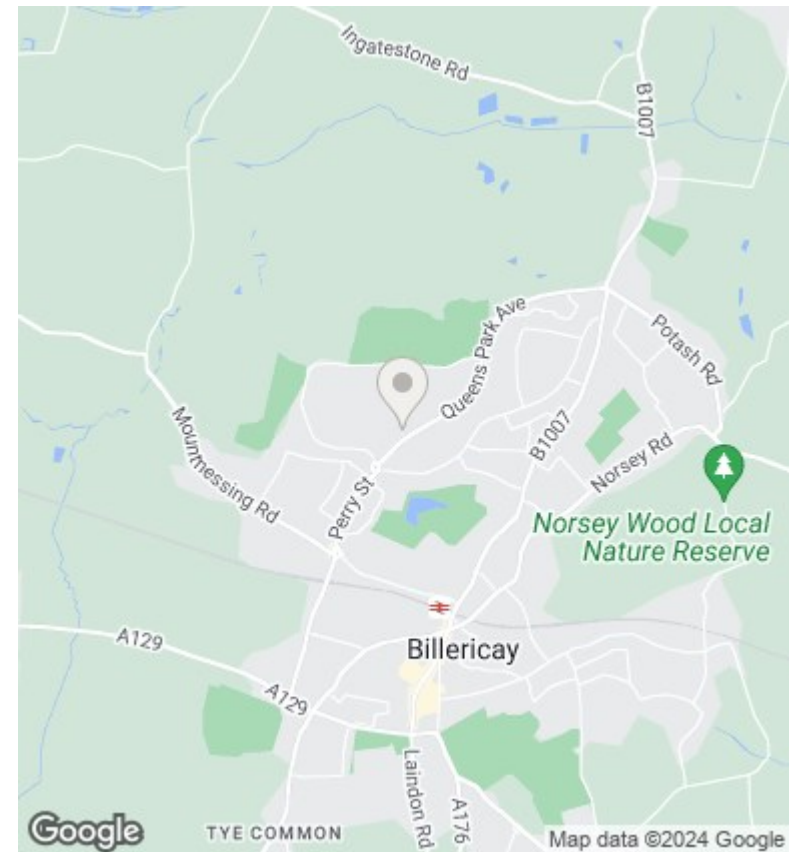 Ingatestone Rd
B1007
Queens Park Ave
Potash Rd
Mountnessing Rd
B1007
Norsey Rd
Perry St
Norsey Wood Local
Nature Reserve
A129
Billericay
A129
Laindon Rd
A176
TYE COMMON
Google
Map data ©2024 Google